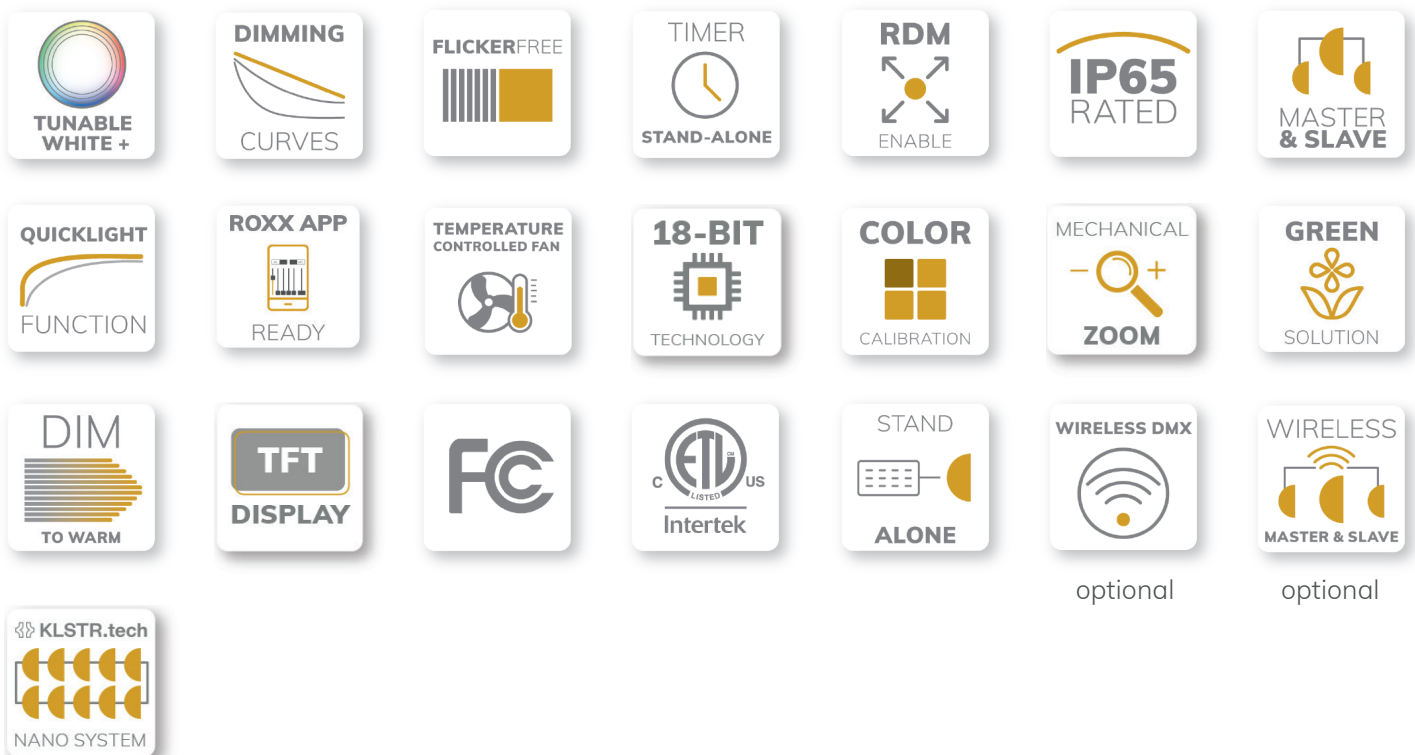 TUNABLE
WHITE +
DIMMING
CURVES
FLICKERFREE
TIMER
STAND-ALONE
RDM
ENABLE
IP65
RATED
MASTER
& SLAVE
QUICKLIGHT
FUNCTION
ROXX APP
READY
TEMPERATURE
CONTROLLED FAN
18-BIT
TECHNOLOGY
COLOR
CALIBRATION
MECHANICAL
ZOOM
GREEN
SOLUTION
DIM
TO WARM
TFT
DISPLAY
FC
ETL
CM
C
US
LISTED
Intertek
STAND
ALONE
WIRELESS DMX
optional
WIRELESS
MASTER & SLAVE
optional
KLSTR.tech
NANO SYSTEM